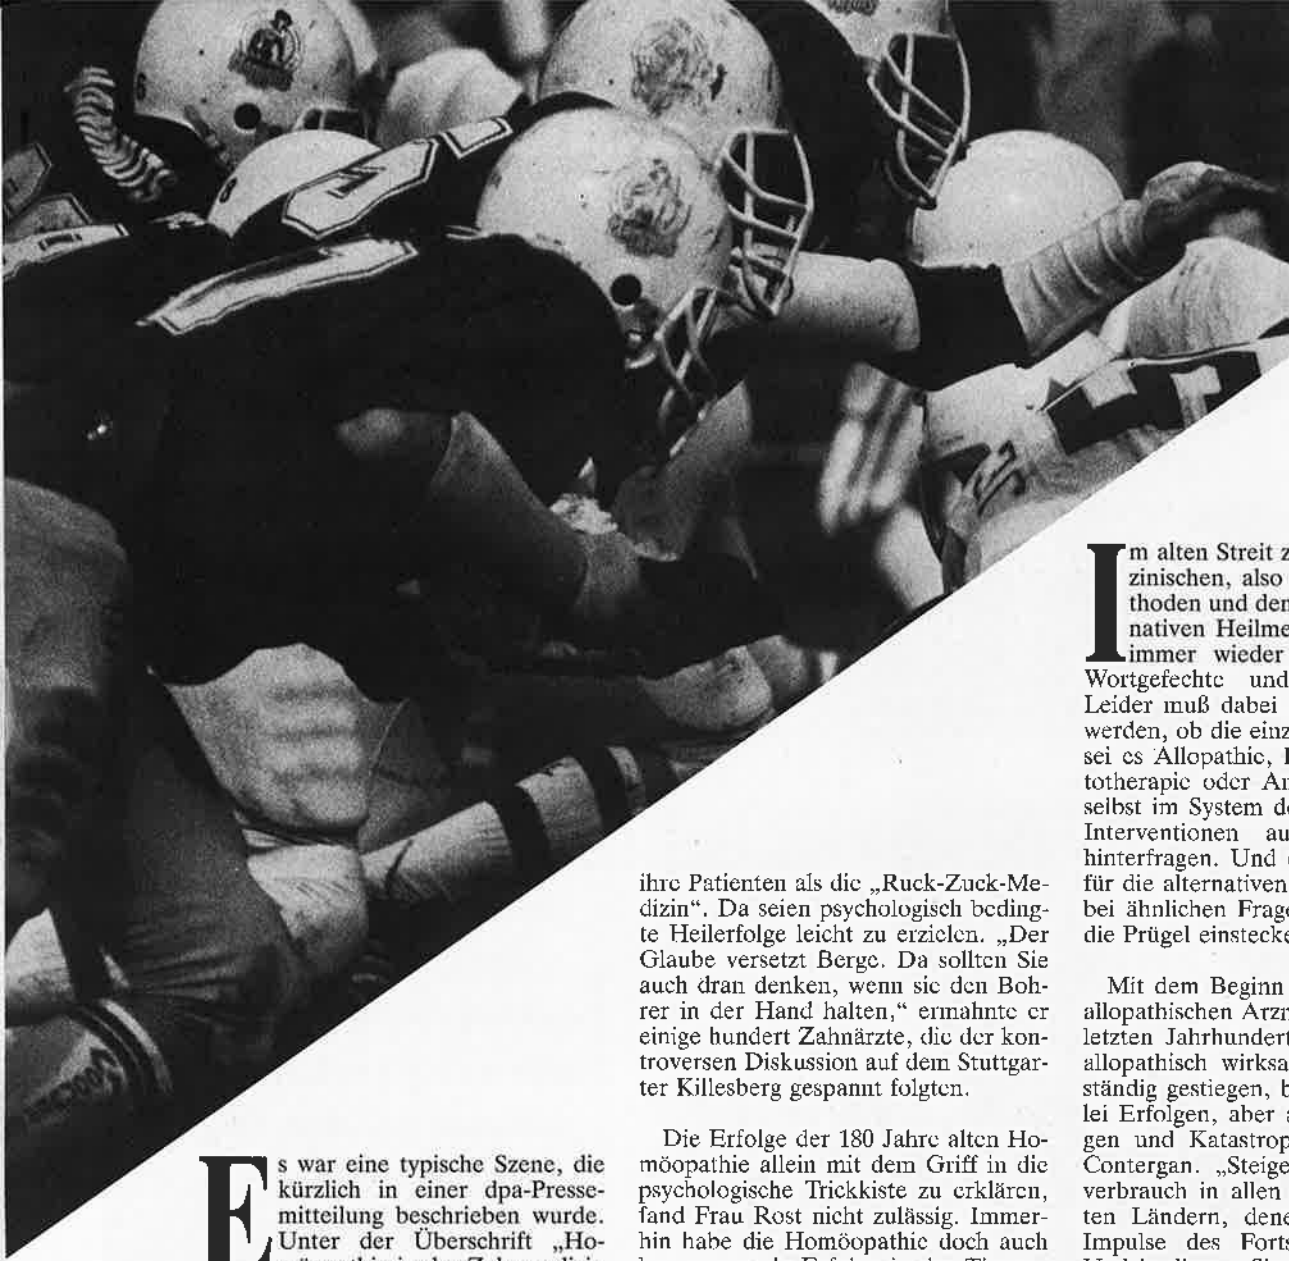 Es war eine typische Szene, die
kürzlich in einer dpa-Presse-
mitteilung beschrieben wurde.
Unter der Überschrift „Ho-
ihre Patienten als die „Ruck-Zuck-Me-
dizin“. Da seien psychologisch beding-
te Heilerfolge leicht zu erzielen. „Der
Glaube versetzt Berge. Da sollten Sie
auch dran denken, wenn sie den Boh-
rer in der Hand halten,“ ermahnte er
einige hundert Zahnärzte, die der kon-
troversen Diskussion auf dem Stuttgar-
ter Killesberg gespannt folgten.
Die Erfolge der 180 Jahre alten Ho-
möopathie allein mit dem Griff in die
psychologische Trickkiste zu erklären,
fand Frau Rost nicht zulässig. Immer-
hin habe die Homöopathie doch auch
Im alten Streit z
zinischen, also
thoden und der
nativen Heilme
immer wieder
Wortgefechte und
Leider muß dabei
werden, ob die einz
sei es Allopathie,
totherapie oder Ar
selbst im System de
Interventionen au
hinterfragen. Und
für die alternativen
bei ähnlichen Frage
die Prügel einstecke
Mit dem Beginn
allopathischen Arzn
letzten Jahrhundert
allopathisch wirksa
ständig gestiegen, b
lei Erfolgen, aber a
gen und Katastrop
Contergan. „Steige
verbrauch in allen
ten Ländern, dene
Impulse des Forts